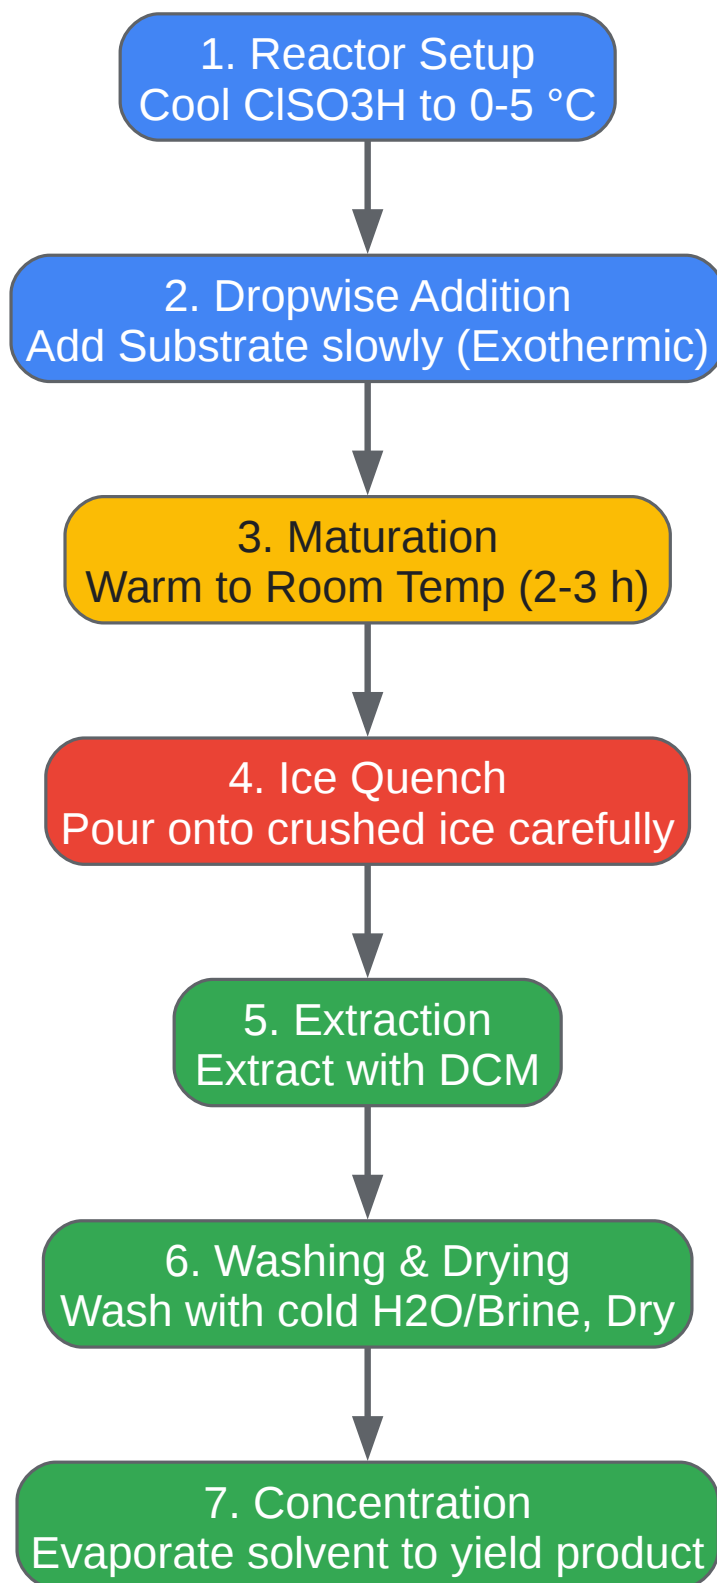 1. Reactor Setup
Cool ClSO3H to 0-5 °C
2. Dropwise Addition
Add Substrate slowly (Exothermic)
3. Maturation
Warm to Room Temp (2-3 h)
4. Ice Quench
Pour onto crushed ice carefully
5. Extraction
Extract with DCM
6. Washing & Drying
Wash with cold H2O/Brine, Dry
7. Concentration
Evaporate solvent to yield product